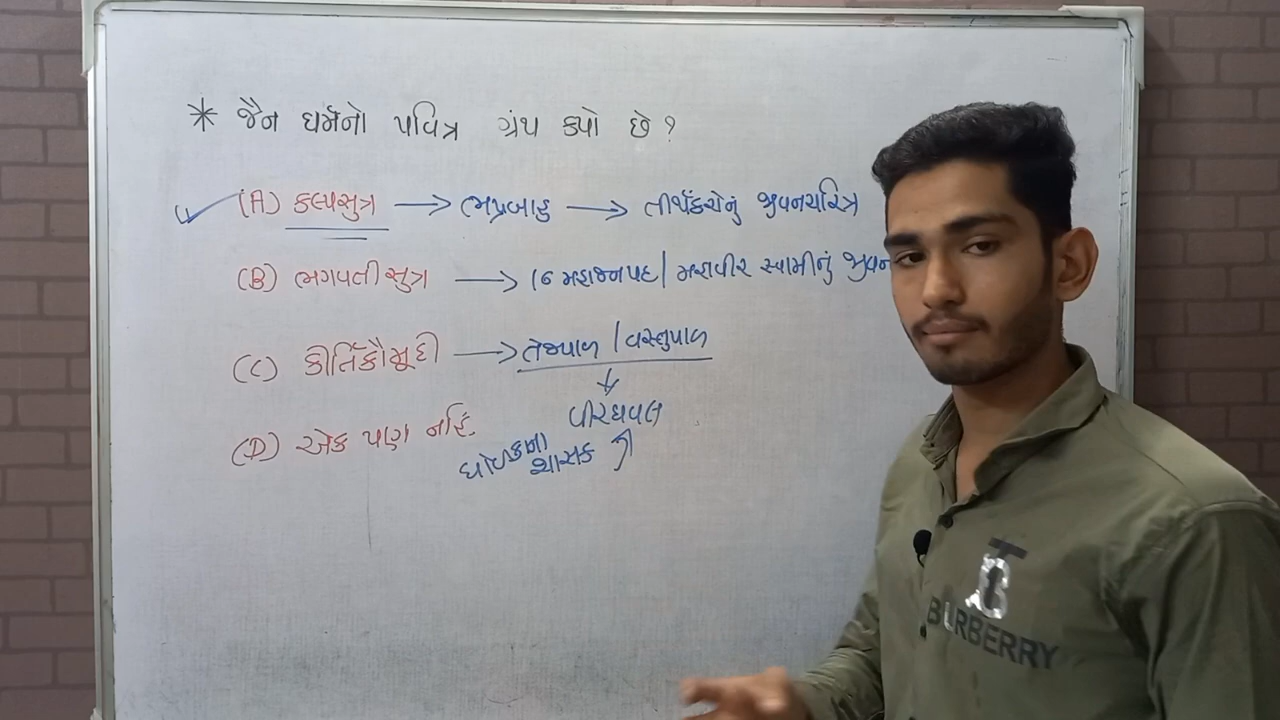 * જૈન ધર્મનો પવિત્ર ગ્રંથ કયો છે ?
(A) કલ્પસુત્ર → ભદ્રબાહુ → તીર્થંકરોનું જીવનચરિત્ર
(B) ભગવતીસુત્ર → 16 મહાજનપદ / મહાવીર સ્વામીનું જીવન
(C) કીર્તિકૌમૂદી → તેજપાળ / વસ્તુપાળ
વીરધવલ
(D) એક પણ નહિં.
ધોળકાના શાસક
BURBERRY